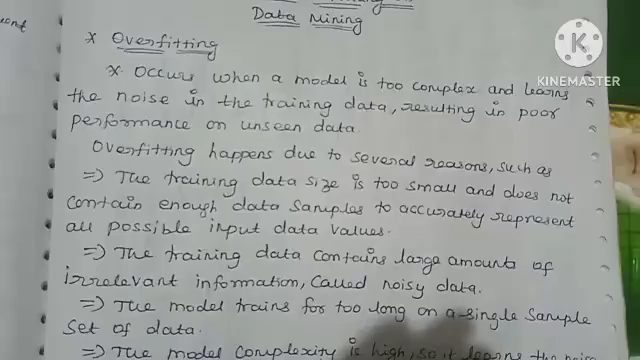 Data Mining
x Overfitting
x Occurs when a model is too complex and learns
the noise in the training data, resulting in poor
performance on unseen data.
Overfitting happens due to several reasons, such as
=> The training data size is too small and does not
contain enough data samples to accurately represent
all possible input data values.
=> The training data contains large amounts of
irrelevant information, called noisy data.
=> The model trains for too long on a single sample
set of data.
=> The model complexity is high, so it learns the noise
KINEMASTER